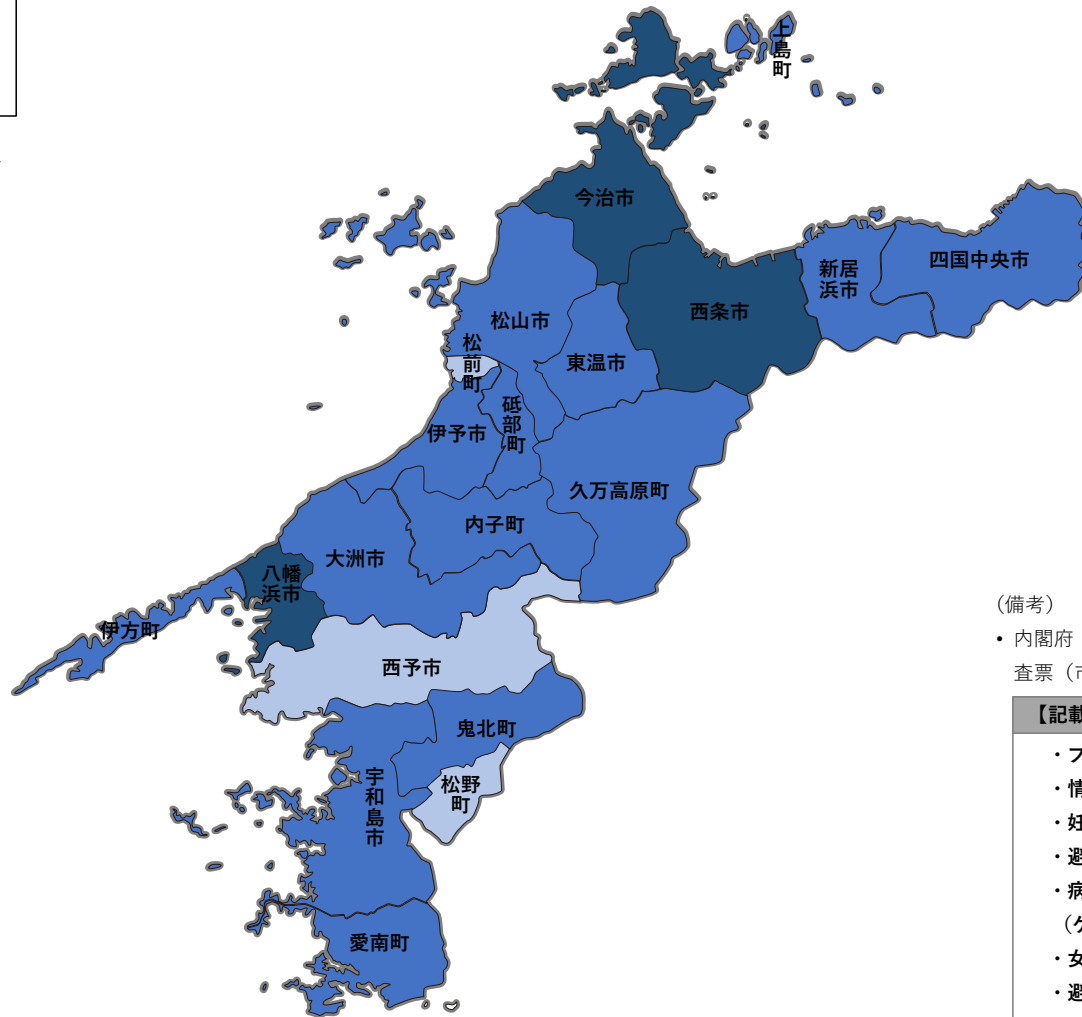 上島町
今治市
四国中央市
新居
浜市
西条市
松山市
松前町
東温市
砥部町
伊予市
久万高原町
内子町
大洲市
八幡
浜市
伊方町
西予市
鬼北町
松野
町
宇和島市
愛南町
（備考）
• 内閣府
査票（市
【記載
・プ
・情
・妊
・避
・病
（ケ
・女
・避